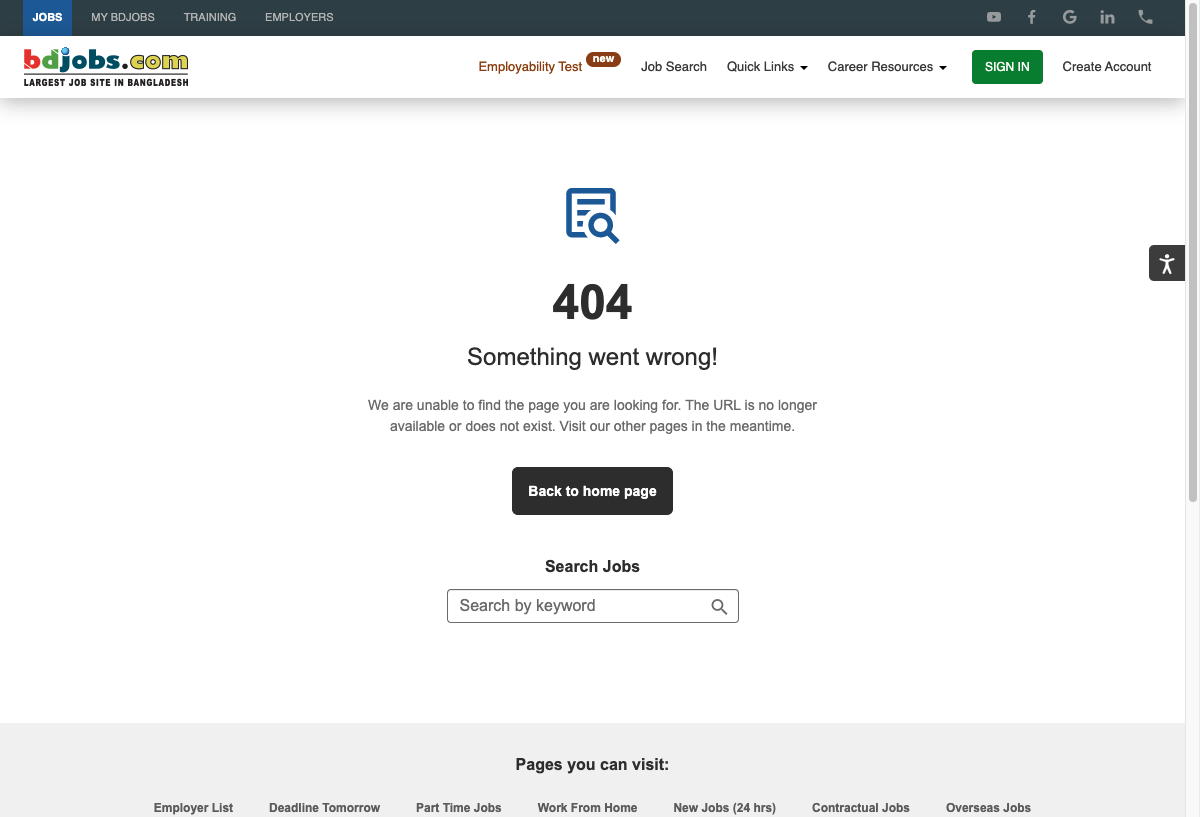 JOBS MY BDJOBS TRAINING EMPLOYERS
bdjobs.com
LARGEST JOB SITE IN BANGLADESH
Employability Test new Job Search Quick Links Career Resources SIGN IN Create Account
404
Something went wrong!
We are unable to find the page you are looking for. The URL is no longer
available or does not exist. Visit our other pages in the meantime.
Back to home page
Search Jobs
Search by keyword
Pages you can visit:
Employer List Deadline Tomorrow Part Time Jobs Work From Home New Jobs (24 hrs) Contractual Jobs Overseas Jobs